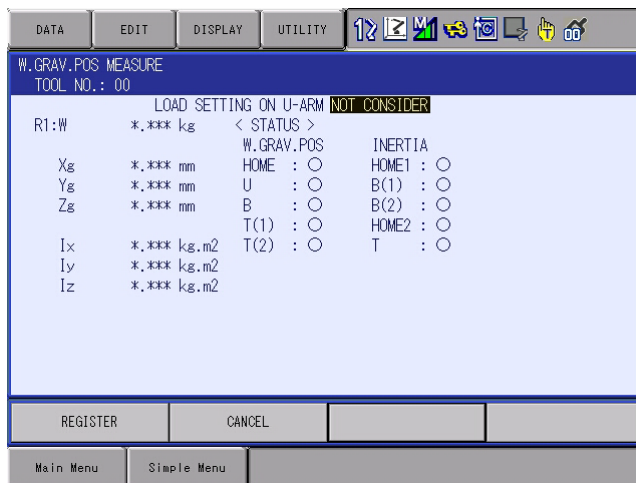 DATA EDIT DISPLAY UTILITY
W.GRAV.POS MEASURE
TOOL NO.: 00
LOAD SETTING ON U-ARM NOT CONSIDER
R1:W *.*** kg < STATUS >
W.GRAV.POS INERTIA
Xg *.*** mm HOME : ○ HOME1 : ○
Yg *.*** mm U : ○ B(1) : ○
Zg *.*** mm B : ○ B(2) : ○
T(1) : ○ HOME2 : ○
Ix *.*** kg.m2 T(2) : ○ T : ○
Iy *.*** kg.m2
Iz *.*** kg.m2
REGISTER CANCEL
Main Menu Simple Menu